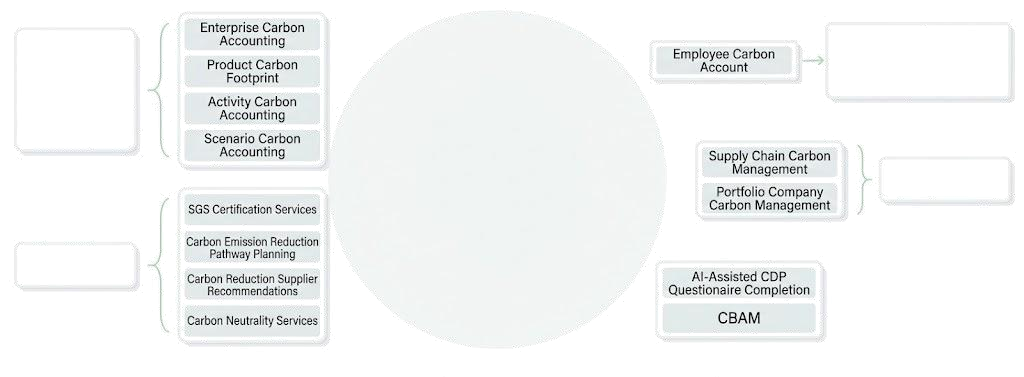 Enterprise Carbon
Accounting
Product Carbon
Footprint
Activity Carbon
Accounting
Scenario Carbon
Accounting
SGS Certification Services
Carbon Emission Reduction
Pathway Planning
Carbon Reduction Supplier
Recommendations
Carbon Neutrality Services
Employee Carbon
Account
Supply Chain Carbon
Management
Portfolio Company
Carbon Management
AI-Assisted CDP
Questionaire Completion
CBAM